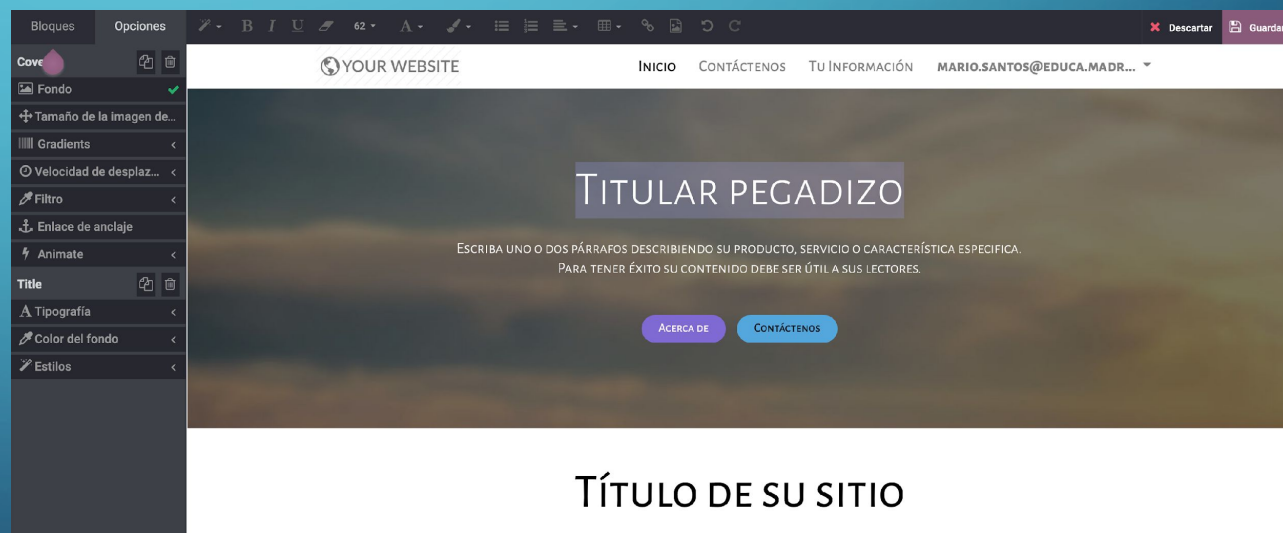 Bloques Opciones 62 Descartar Guardar
Cove
YOUR WEBSITE Inicio Contáctenos Tu Información mario.santos@educa.madr...
Fondo
Tamaño de la imagen de...
Gradients
Velocidad de desplaz...
Filtro
Enlace de anclaje
Animate
Title
Tipografía
Color del fondo
Estilos
Titular pegadizo
Escriba uno o dos párrafos describiendo su producto, servicio o característica especifica.
Para tener éxito su contenido debe ser útil a sus lectores.
Acerca de Contáctenos
Título de su sitio